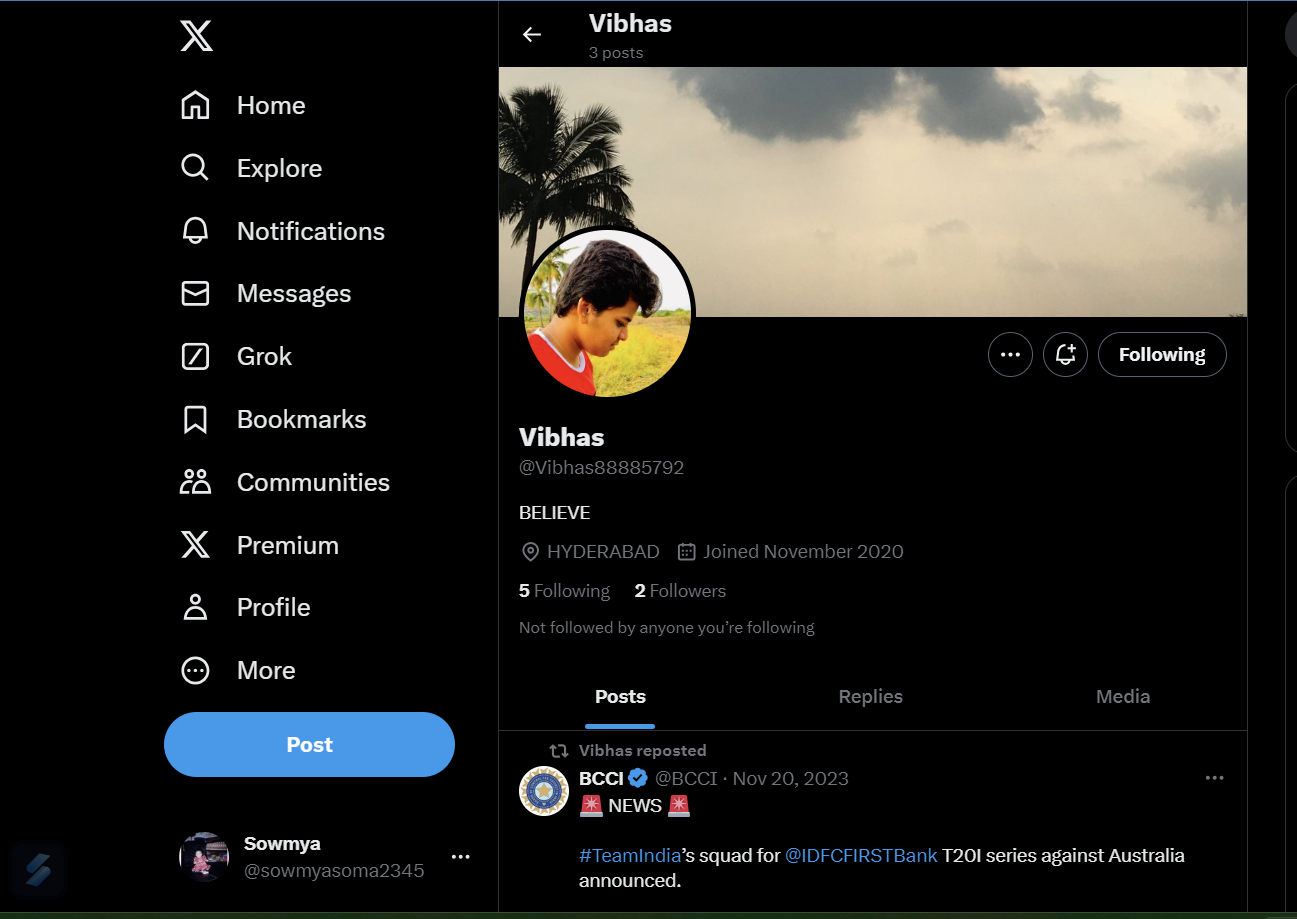 Home
Explore
Notifications
Messages
Grok
Bookmarks
Communities
Premium
Profile
More
Post
Sowmya
@sowmyasoma2345
Vibhas
3 posts
Following
Vibhas
@Vibhas88885792
BELIEVE
HYDERABAD Joined November 2020
5 Following 2 Followers
Not followed by anyone you’re following
Posts Replies Media
Vibhas reposted
BCCI @BCCI · Nov 20, 2023
🚨 NEWS 🚨
#TeamIndia’s squad for @IDFCFIRSTBank T20I series against Australia
announced.